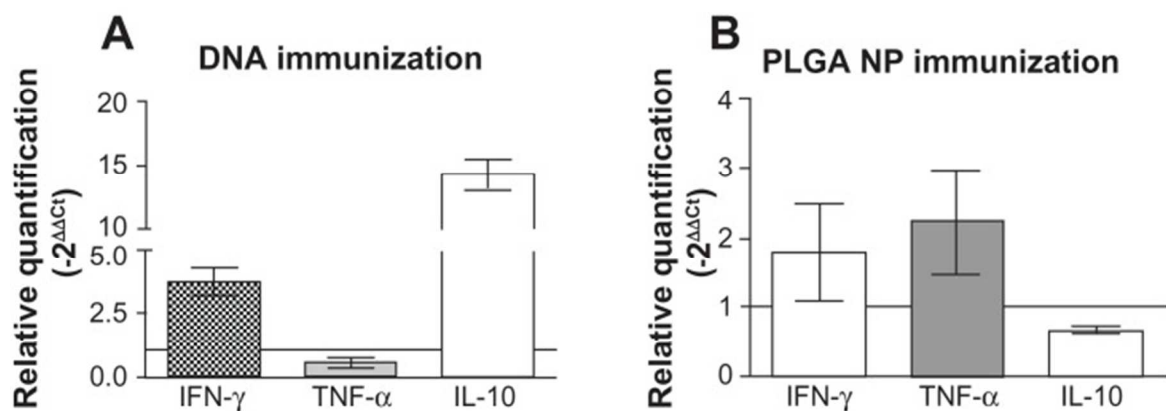 A
DNA immunization
Relative quantification
(-2^ΔΔCt)
20
15
10
5.0
2.5
0.0
IFN-γ TNF-α IL-10
B
PLGA NP immunization
Relative quantification
(-2^ΔΔCt)
4
3
2
1
0
IFN-γ TNF-α IL-10